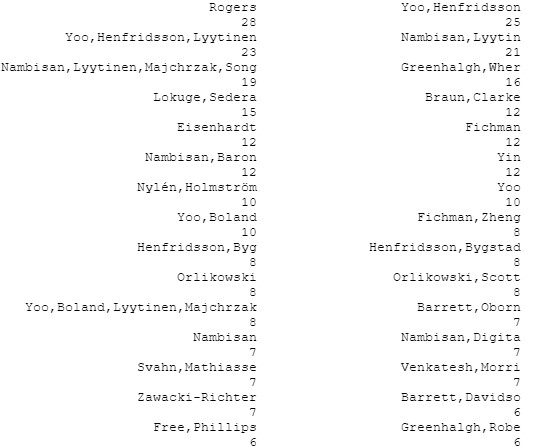 Rogers Yoo,Henfridsson
28 25
Yoo,Henfridsson,Lyytinen Nambisan,Lyytin
23 21
Nambisan,Lyytinen,Majchrzak,Song Greenhalgh,Wher
19 16
Lokuge,Sedera Braun,Clarke
15 12
Eisenhardt Fichman
12 12
Nambisan,Baron Yin
12 12
Nylén,Holmström Yoo
10 10
Yoo,Boland Fichman,Zheng
10 8
Henfridsson,Byg Henfridsson,Bygstad
8 8
Orlikowski Orlikowski,Scott
8 8
Yoo,Boland,Lyytinen,Majchrzak Barrett,Oborn
8 7
Nambisan Nambisan,Digita
7 7
Svahn,Mathiasse Venkatesh,Morri
7 7
Zawacki-Richter Barrett,Davidso
7 6
Free,Phillips Greenhalgh,Robe
6 6